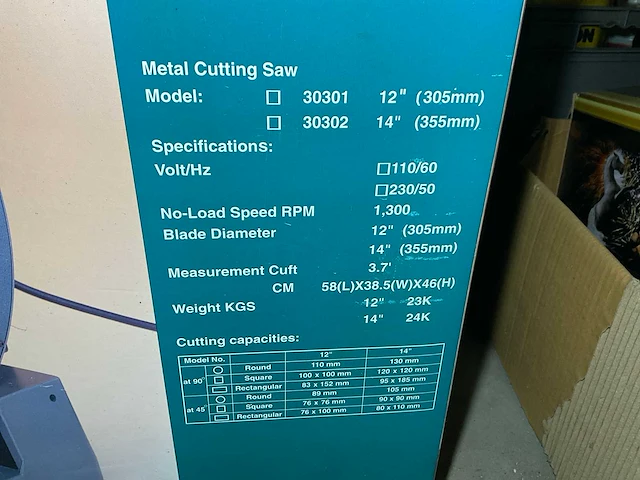 Metal Cutting Saw
Model: □ 30301 12" (305mm)
□ 30302 14" (355mm)
Specifications:
Volt/Hz □110/60
□230/50
No-Load Speed RPM 1,300
Blade Diameter 12" (305mm)
14" (355mm)
Measurement Cuft 3.7'
CM 58(L)X38.5(W)X46(H)
Weight KGS 12" 23K
14" 24K
Cutting capacities:
Model No. 12" 14"
at 90° Round 110 mm 130 mm
Square 100 x 100 mm 120 x 120 mm
Rectangular 83 x 152 mm 95 x 185 mm
at 45° Round 89 mm 105 mm
Square 76 x 76 mm 90 x 90 mm
Rectangular 76 x 100 mm 80 x 110 mm